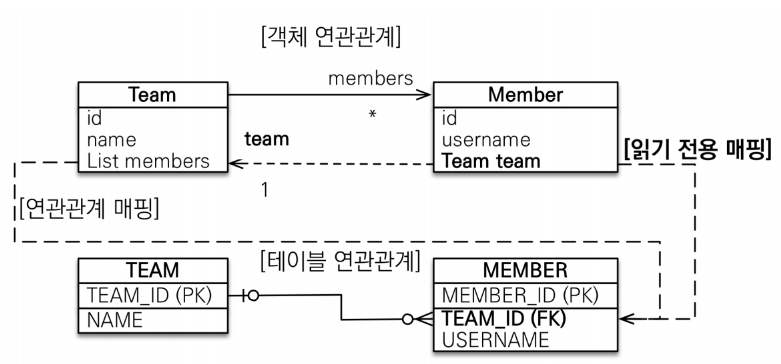 [객체 연관관계]
members
Team
Member
*
id
name
List members
team
id
username
Team team
[읽기 전용 매핑]
1
[연관관계 매핑]
[테이블 연관관계]
TEAM
TEAM_ID (PK)
NAME
MEMBER
MEMBER_ID (PK)
TEAM_ID (FK)
USERNAME